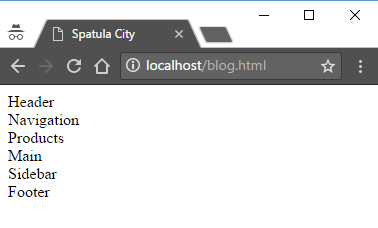 Spatula City
localhost/blog.html
Header
Navigation
Products
Main
Sidebar
Footer